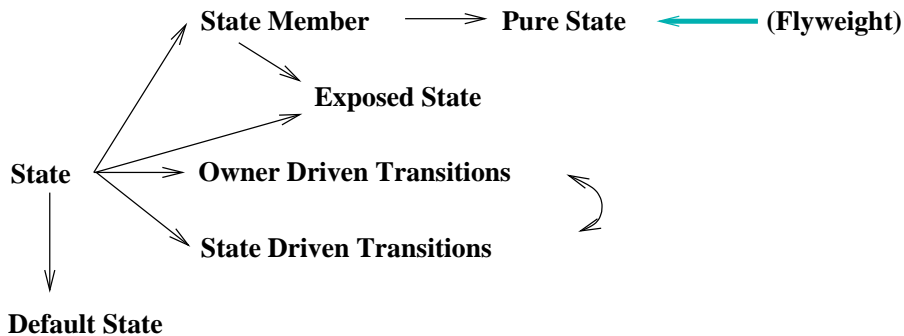 State Member
Pure State
(Flyweight)
Exposed State
State
Owner Driven Transitions
State Driven Transitions
Default State